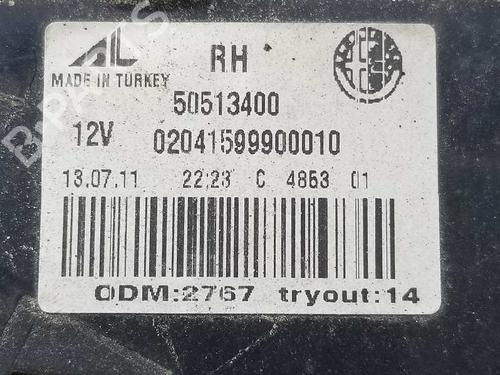 AL
RH
MADE IN TURKEY
50513400
12V 02041599900010
13.07.11 22,23 C 4853 01
ODM:2767 tryout:14